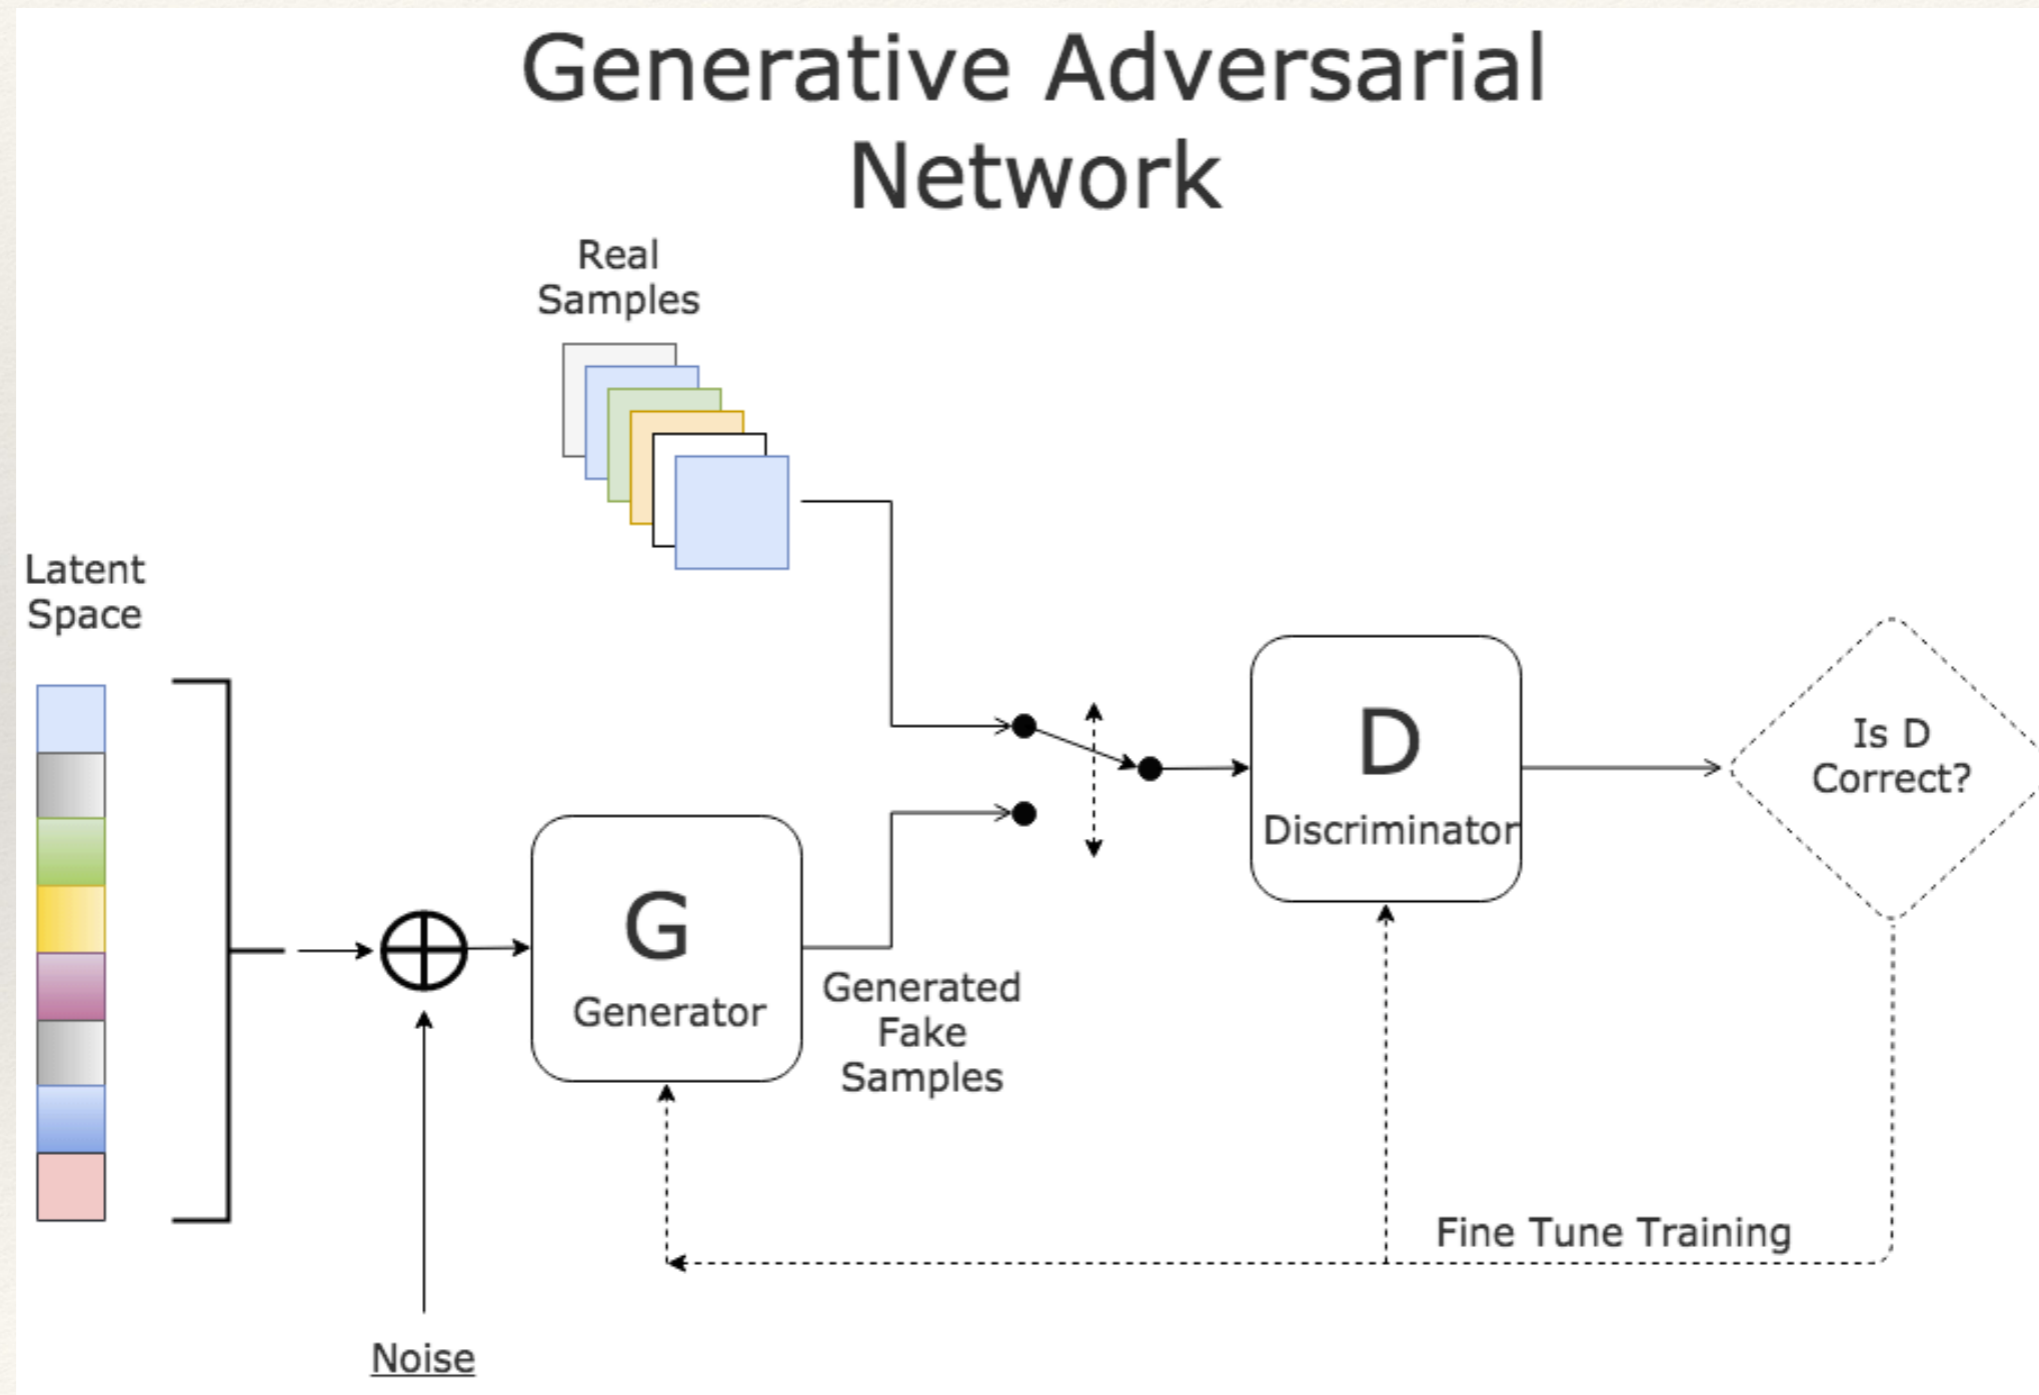 Generative Adversarial
Network
Real
Samples
Latent
Space
Is D
Correct?
D
Discriminator
G
Generator
Generated
Fake
Samples
Fine Tune Training
Noise